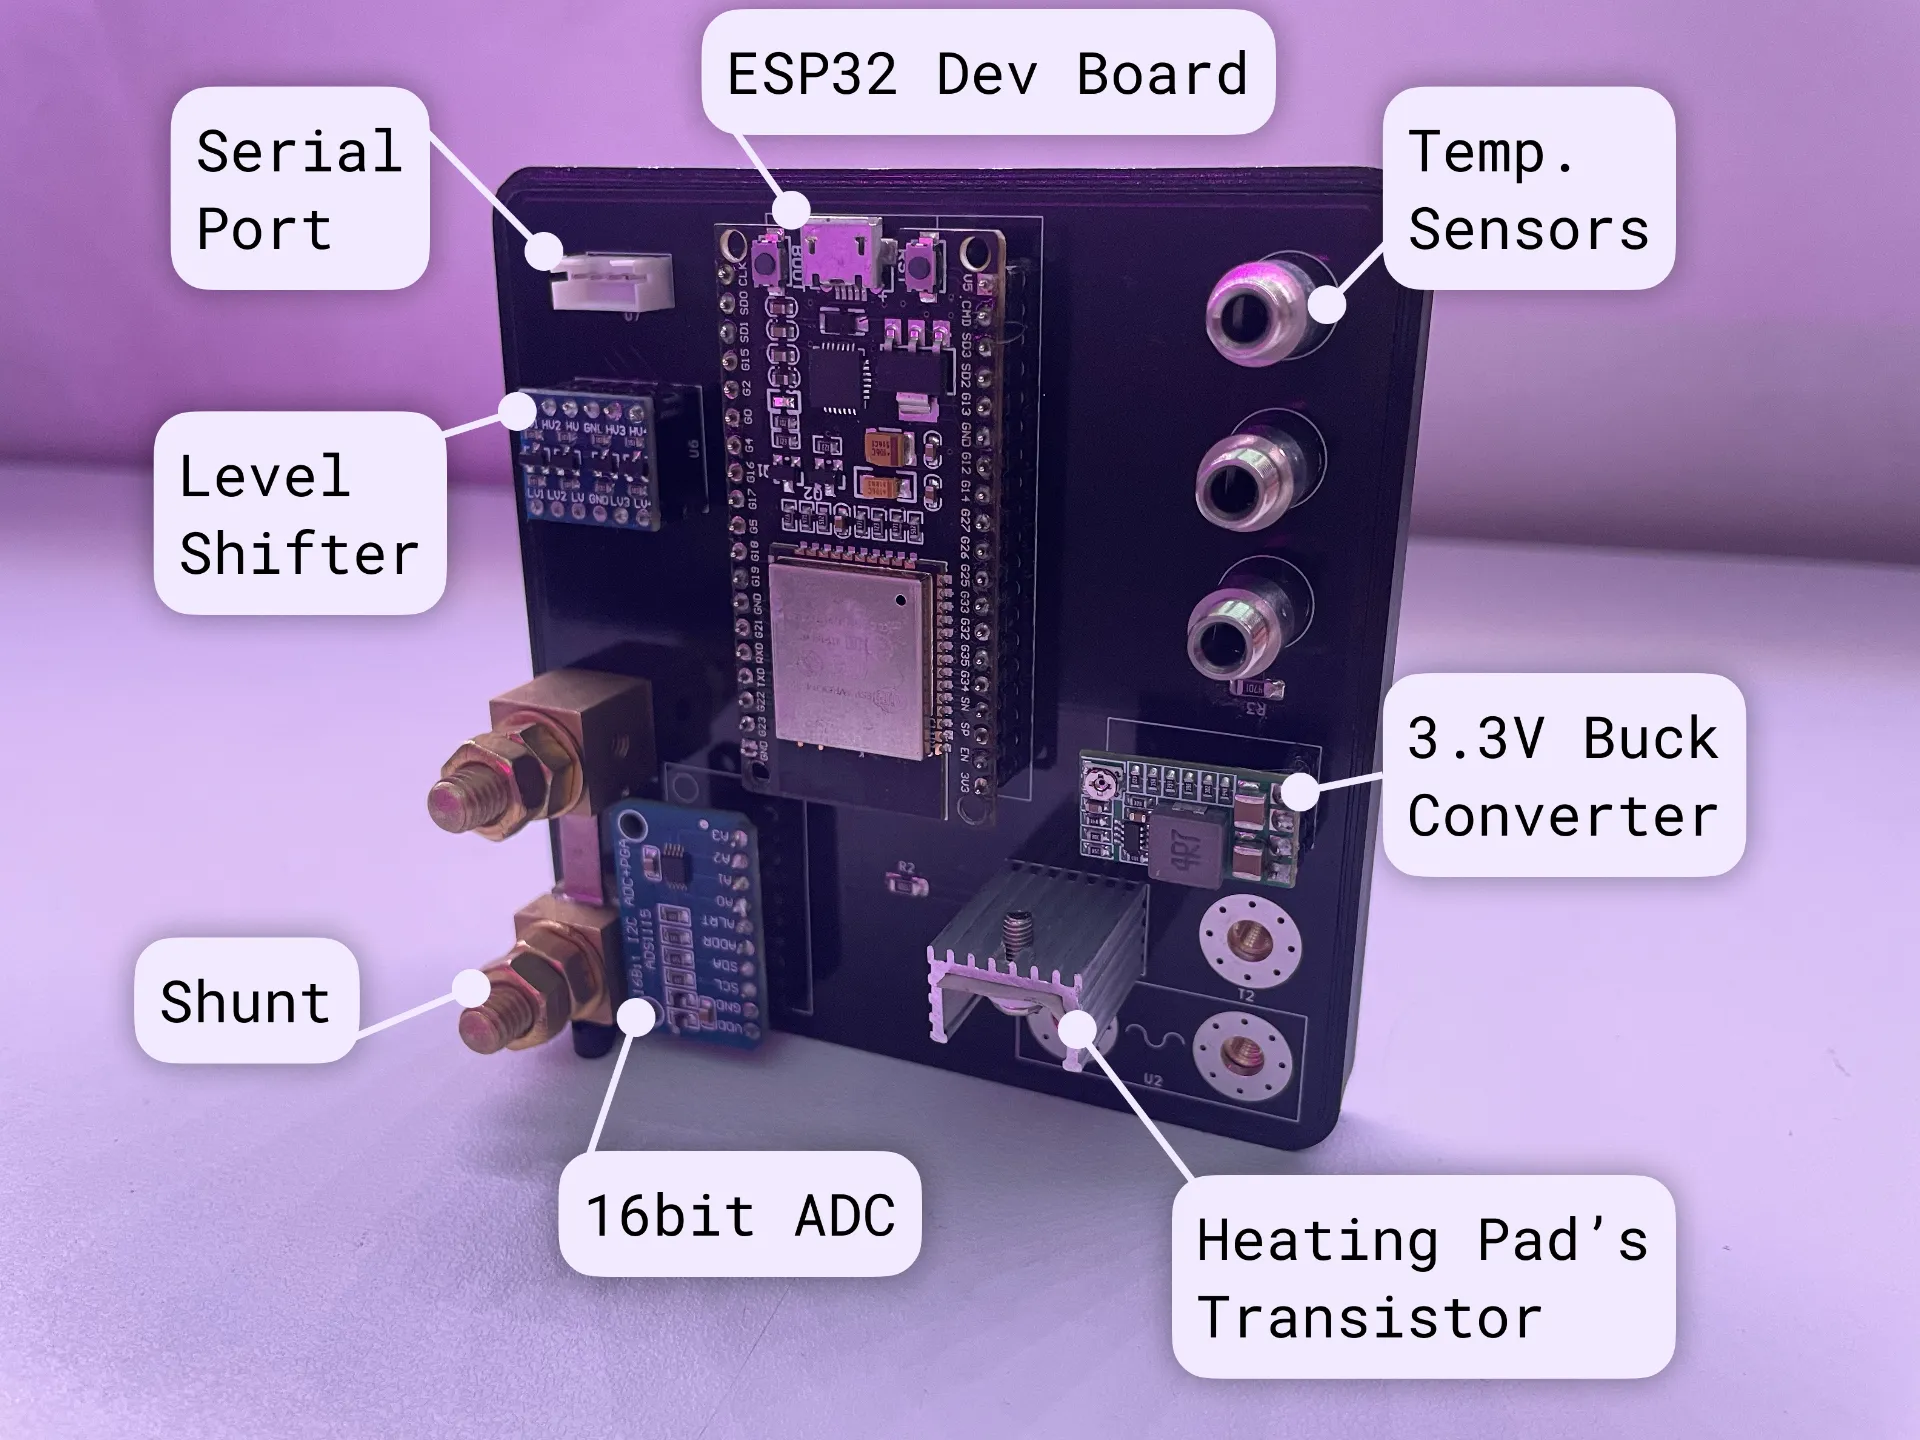 ESP32 Dev Board
Serial
Port
Temp.
Sensors
Level
Shifter
3.3V Buck
Converter
Shunt
16bit ADC
Heating Pad’s
Transistor
CLK
SD0
SD1
G15
G2
G0
G4
G16
G17
G5
G18
G19
GND
G21
RXD
TXD
G22
G23
GND
V5
CMD
SD3
SD2
G13
GND
G12
G14
G27
G26
G25
G33
G32
G35
G34
SN
SP
EN
3V3
Q2
HV2 HV GND HV3
LV1 LV2 LV GND LV3
U6
R3
4R7
R2
T2
U2
A3
A2
A1
A0
ALRT
ADDR
SDA
SCL
GND
VDD
16Bit I2C ADC+PGA
ADS1115